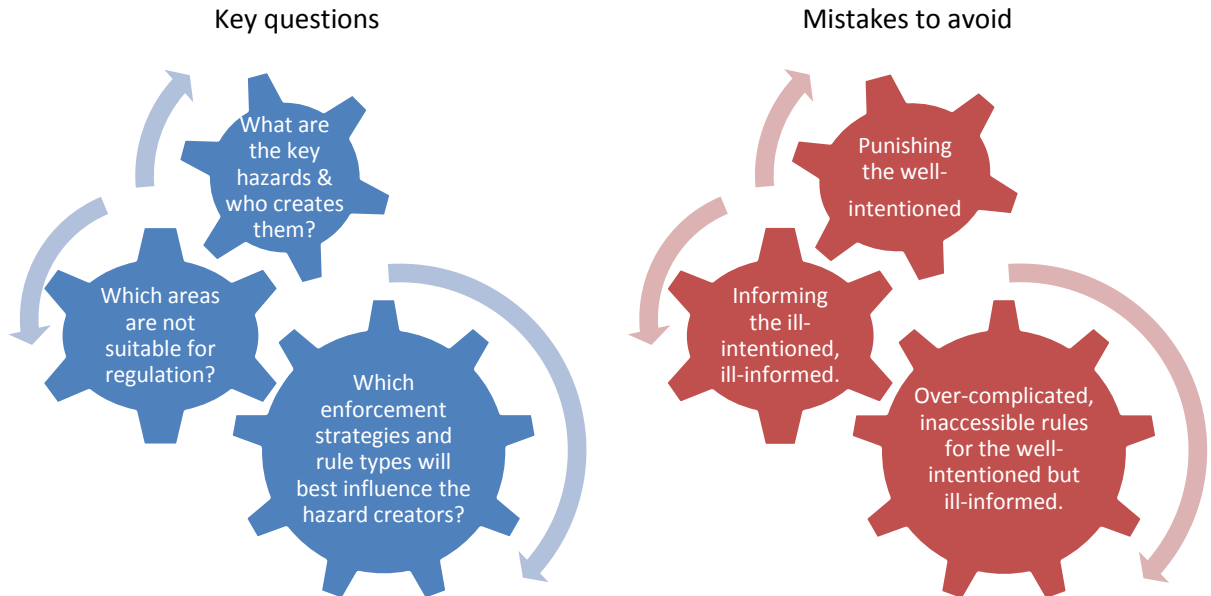 Key questions
What are
the key
hazards &
who creates
them?
Which areas
are not
suitable for
regulation?
Which
enforcement
strategies and
rule types will
best influence the
hazard creators?
Mistakes to avoid
Punishing
the well-
intentioned
Informing
the ill-
intentioned,
ill-informed.
Over-complicated,
inaccessible rules
for the well-
intentioned but
ill-informed.